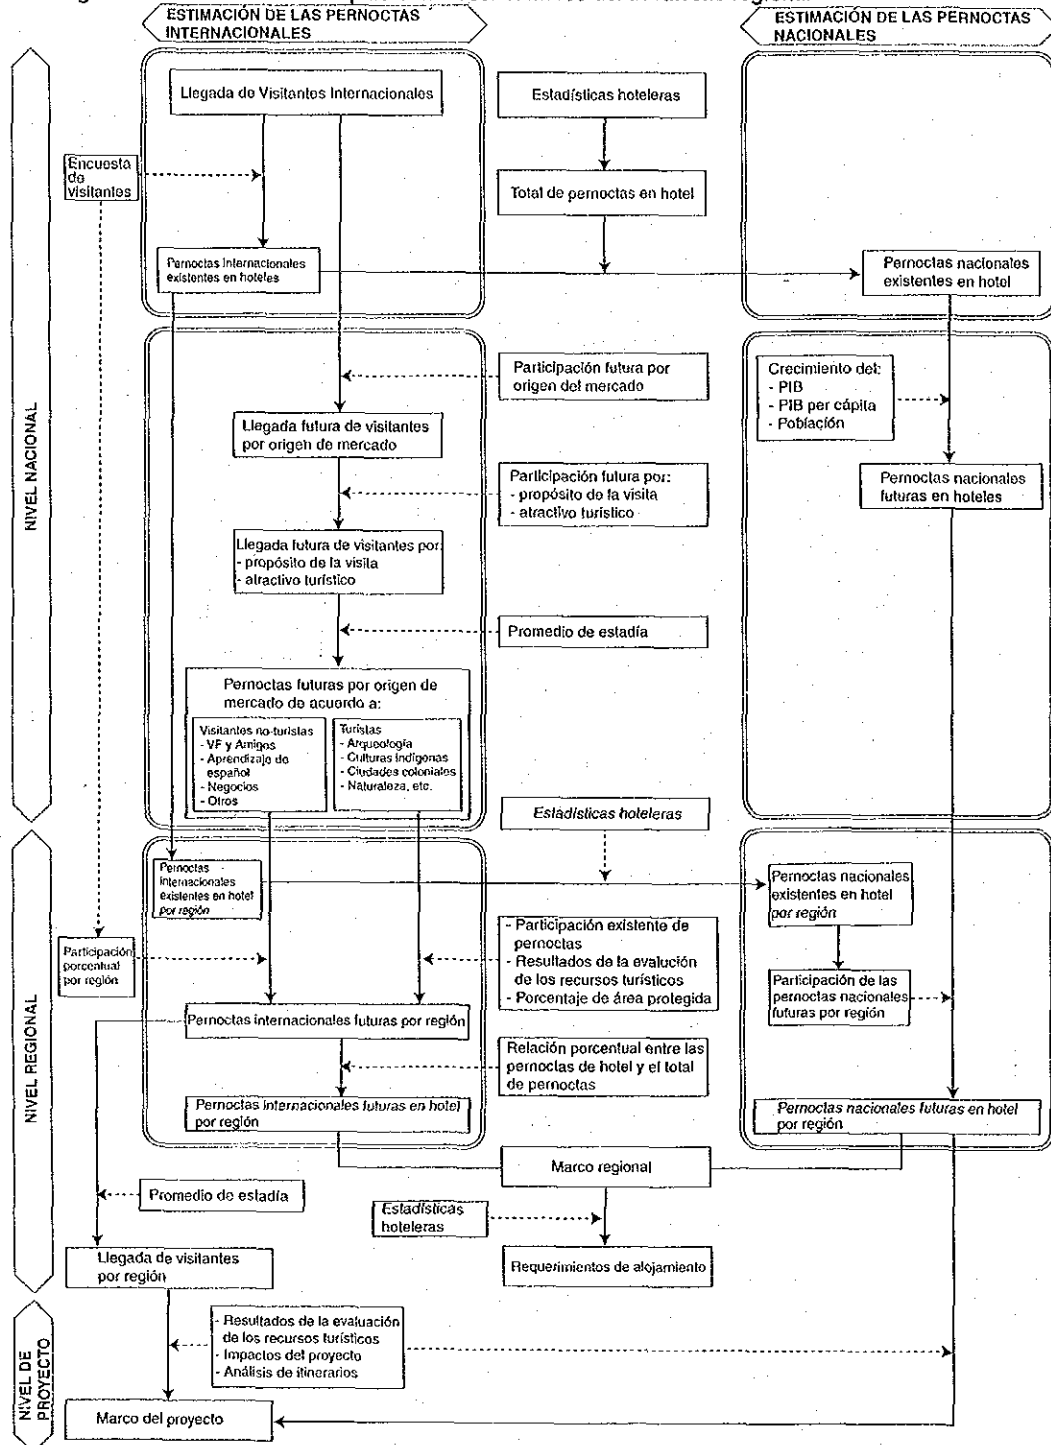 ESTIMACIÓN DE LAS PERNOCTAS
INTERNACIONALES
ESTIMACIÓN DE LAS PERNOCTAS
NACIONALES
NIVEL NACIONAL
Llegada de Visitantes Internacionales
Estadísticas hoteleras
Encuesta
de
visitantes
Total de pernoctas en hotel
Pernoctas internacionales
existentes en hoteles
Pernoctas nacionales
existentes en hotel
Participación futura por
origen del mercado
Crecimiento del:
- PIB
- PIB per cápita
- Población
Llegada futura de visitantes
por origen de mercado
Participación futura por:
- propósito de la visita
- atractivo turístico
Pernoctas nacionales
futuras en hoteles
Llegada futura de visitantes por:
- propósito de la visita
- atractivo turístico
Promedio de estadía
Pernoctas futuras por origen de
mercado de acuerdo a:
Visitantes no-turistas
- VF y Amigos
- Aprendizaje de
español
- Negocios
- Otros
Turistas
- Arqueología
- Culturas Indígonas
- Ciudades coloniales
- Naturaleza, etc.
Estadísticas hoteleras
NIVEL REGIONAL
Pernoctas
internacionales
existentes en hotel
por región
Pernoctas nacionales
existentes en hotel
por región
Participación
porcentual
por región
- Participación existente de
pernoctas
- Resultados de la evalución
de los recursos turísticos
- Porcentaje de área protegida
Participación de las
pernoctas nacionales
futuras por región
Pernoctas internacionales futuras por región
Relación porcentual entre las
pernoctas de hotel y el total
de pernoctas
Pernoctas internacionales futuras en hotel
por región
Pernoctas nacionales futuras en hotel
por región
Marco regional
Promedio de estadía
Estadísticas
hoteleras
Llegada de visitantes
por región
Requerimientos de alojamiento
NIVEL DE
PROYECTO
- Resultados de la evaluación
de los recursos turísticos
- Impactos del proyecto
- Análisis de itinerarios
Marco del proyecto